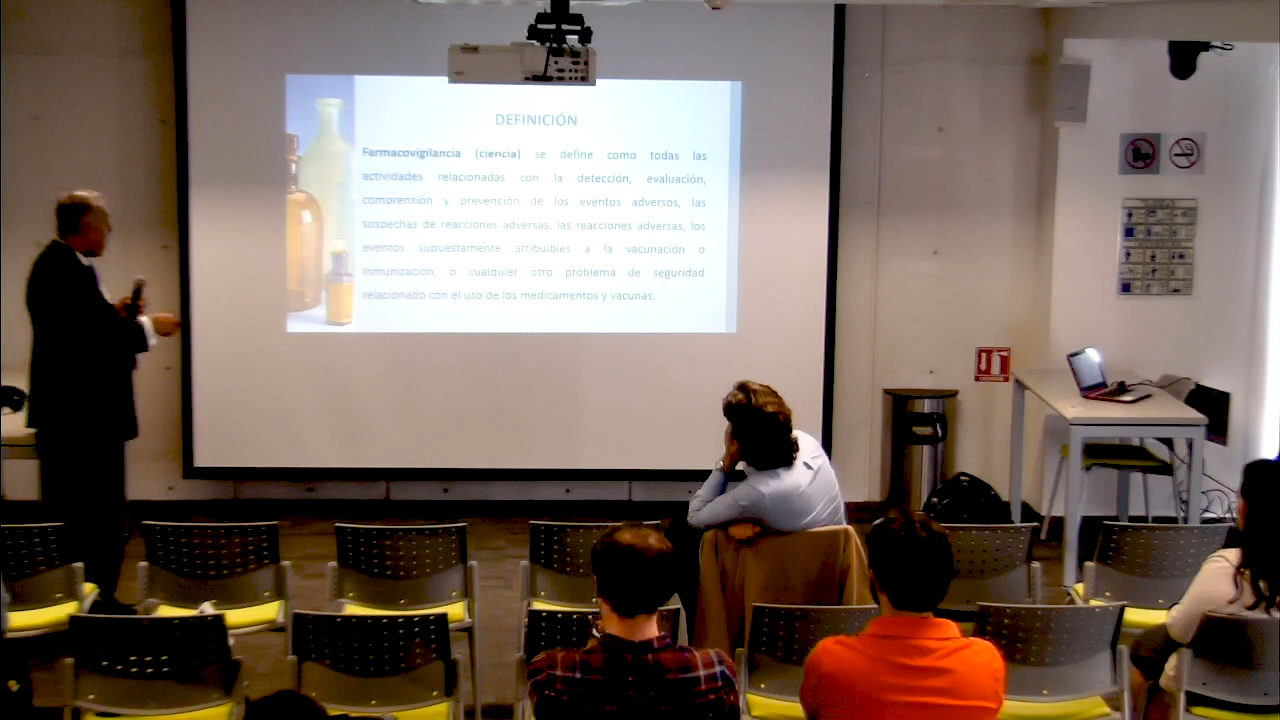 DEFINICIÓN
Farmacovigilancia (ciencia) se define como todas las
actividades relacionadas con la detección, evaluación,
comprensión y prevención de los eventos adversos, las
sospechas de reacciones adversas, las reacciones adversas, los
eventos supuestamente atribuibles a la vacunación o
inmunización, o cualquier otro problema de seguridad
relacionado con el uso de los medicamentos y vacunas.